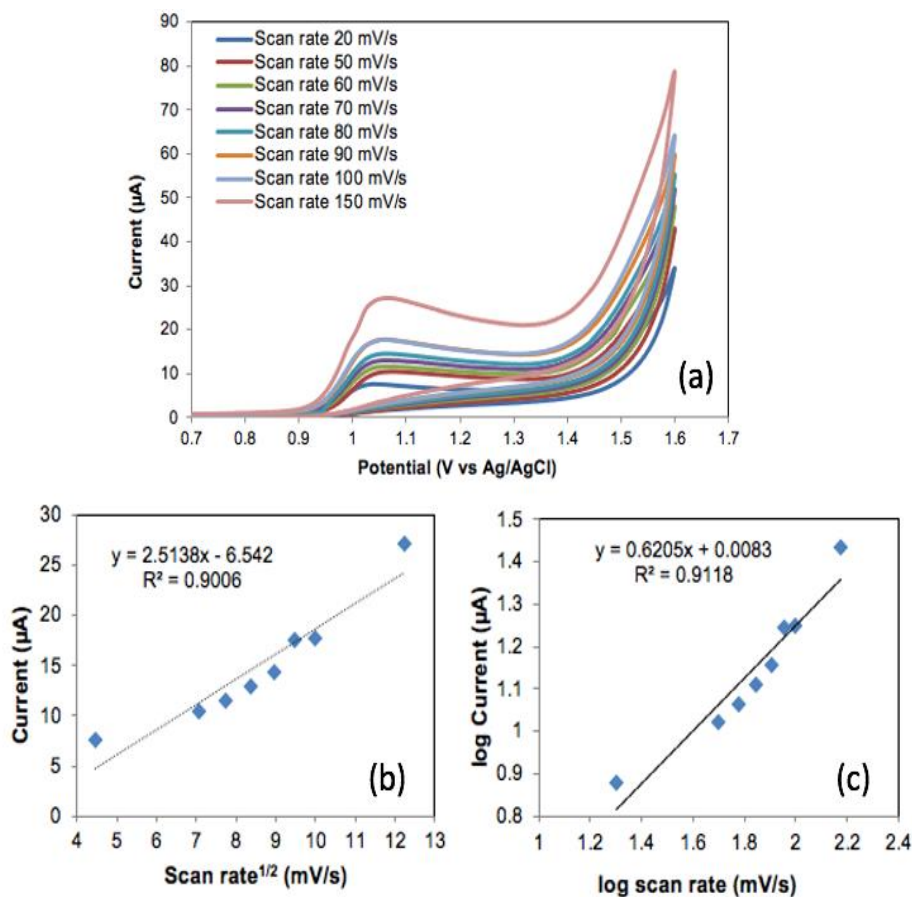 90
80
70
60
50
40
30
20
10
0
Current (µA)
Scan rate 20 mV/s
Scan rate 50 mV/s
Scan rate 60 mV/s
Scan rate 70 mV/s
Scan rate 80 mV/s
Scan rate 90 mV/s
Scan rate 100 mV/s
Scan rate 150 mV/s
(a)
0.7 0.8 0.9 1 1.1 1.2 1.3 1.4 1.5 1.6 1.7
Potential (V vs Ag/AgCl)
30
25
20
15
10
5
0
Current (µA)
y = 2.5138x - 6.542
R² = 0.9006
(b)
4 5 6 7 8 9 10 11 12 13
Scan rate¹/² (mV/s)
1.5
1.4
1.3
1.2
1.1
1
0.9
0.8
log Current (µA)
y = 0.6205x + 0.0083
R² = 0.9118
(c)
1 1.2 1.4 1.6 1.8 2 2.2 2.4
log scan rate (mV/s)